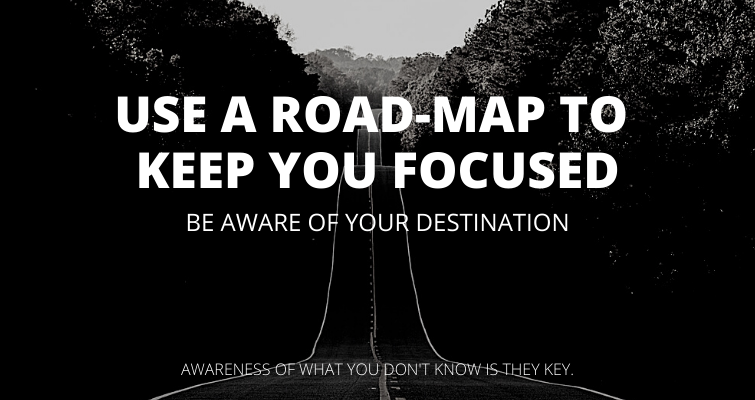 USE A ROAD-MAP TO
KEEP YOU FOCUSED
BE AWARE OF YOUR DESTINATION
AWARENESS OF WHAT YOU DON'T KNOW IS THEY KEY.